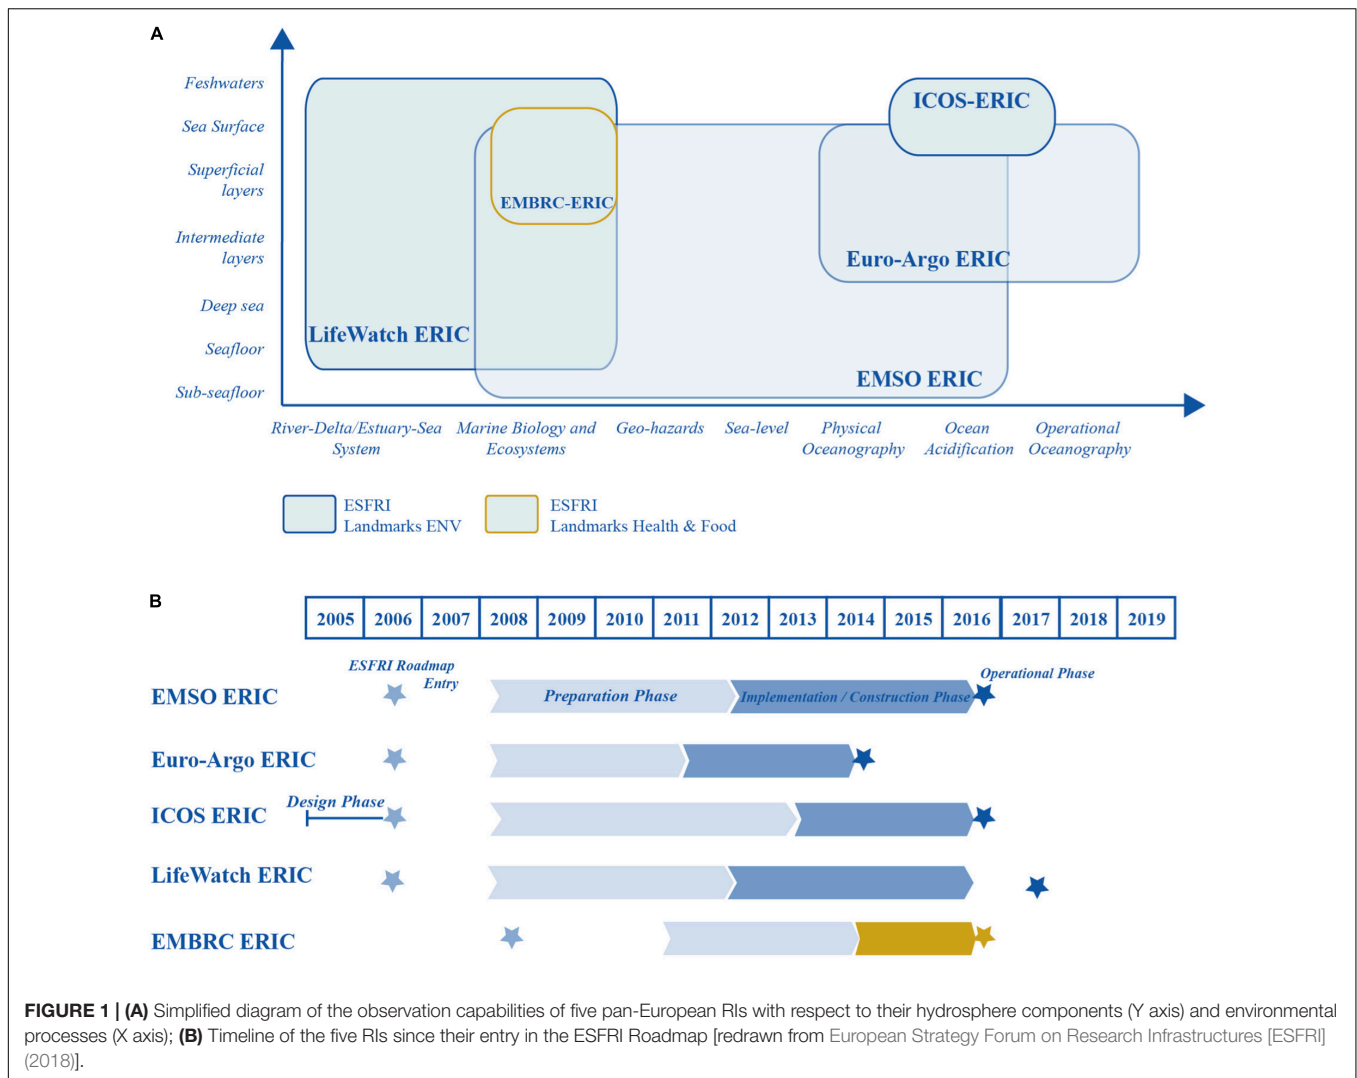 A
Feshwaters
Sea Surface
Superficial
layers
Intermediate
layers
Deep sea
Seafloor
Sub-seafloor
ICOS-ERIC
EMBRC-ERIC
Euro-Argo ERIC
LifeWatch ERIC
EMSO ERIC
River-Delta/Estuary-Sea
System
Marine Biology and
Ecosystems
Geo-hazards
Sea-level
Physical
Oceanography
Ocean
Acidification
Operational
Oceanography
ESFRI
Landmarks ENV
ESFRI
Landmarks Health & Food
B
2005 2006 2007 2008 2009 2010 2011 2012 2013 2014 2015 2016 2017 2018 2019
ESFRI Roadmap
Entry
Operational Phase
EMSO ERIC
Preparation Phase
Implementation / Construction Phase
Euro-Argo ERIC
Design Phase
ICOS ERIC
LifeWatch ERIC
EMBRC ERIC
FIGURE 1 | (A) Simplified diagram of the observation capabilities of five pan-European RIs with respect to their hydrosphere components (Y axis) and environmental
processes (X axis); (B) Timeline of the five RIs since their entry in the ESFRI Roadmap [redrawn from European Strategy Forum on Research Infrastructures [ESFRI]
(2018)].